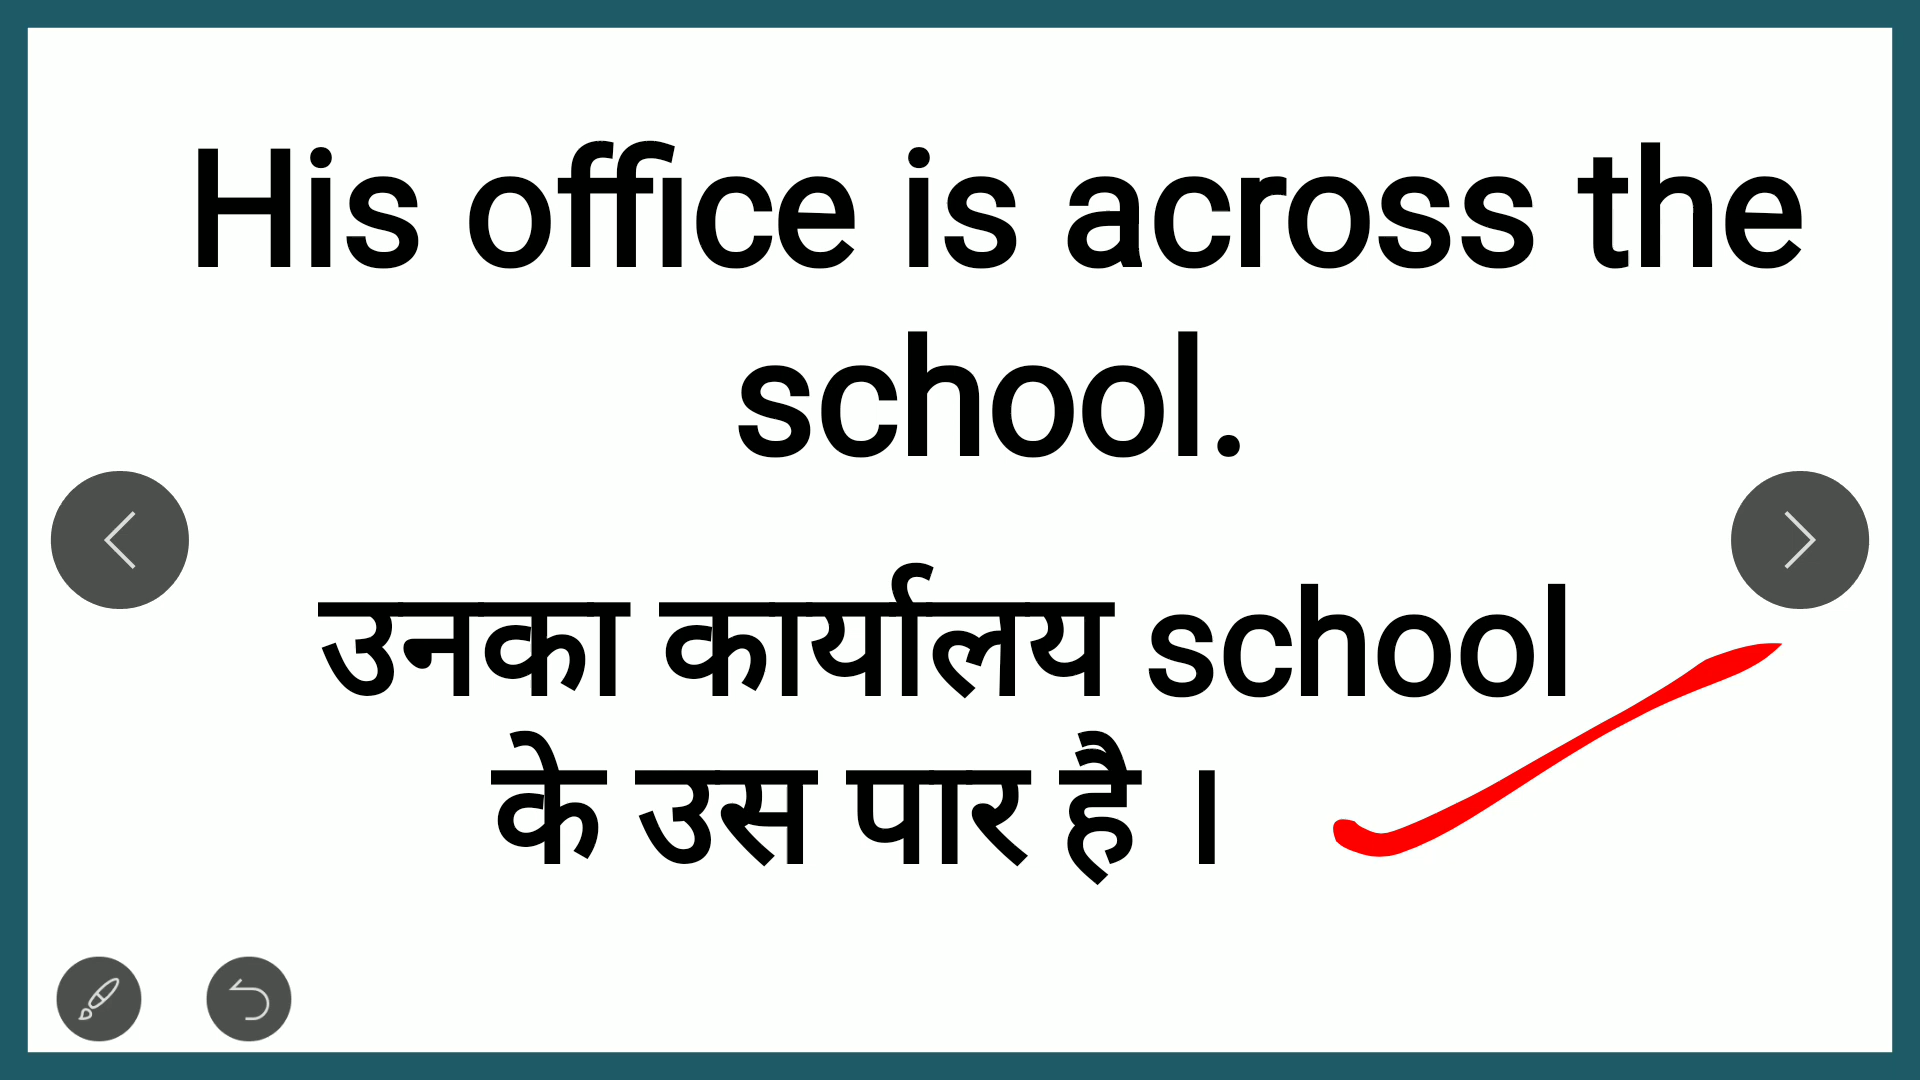 His office is across the
school.
उनका कार्यालय school
के उस पार है ।